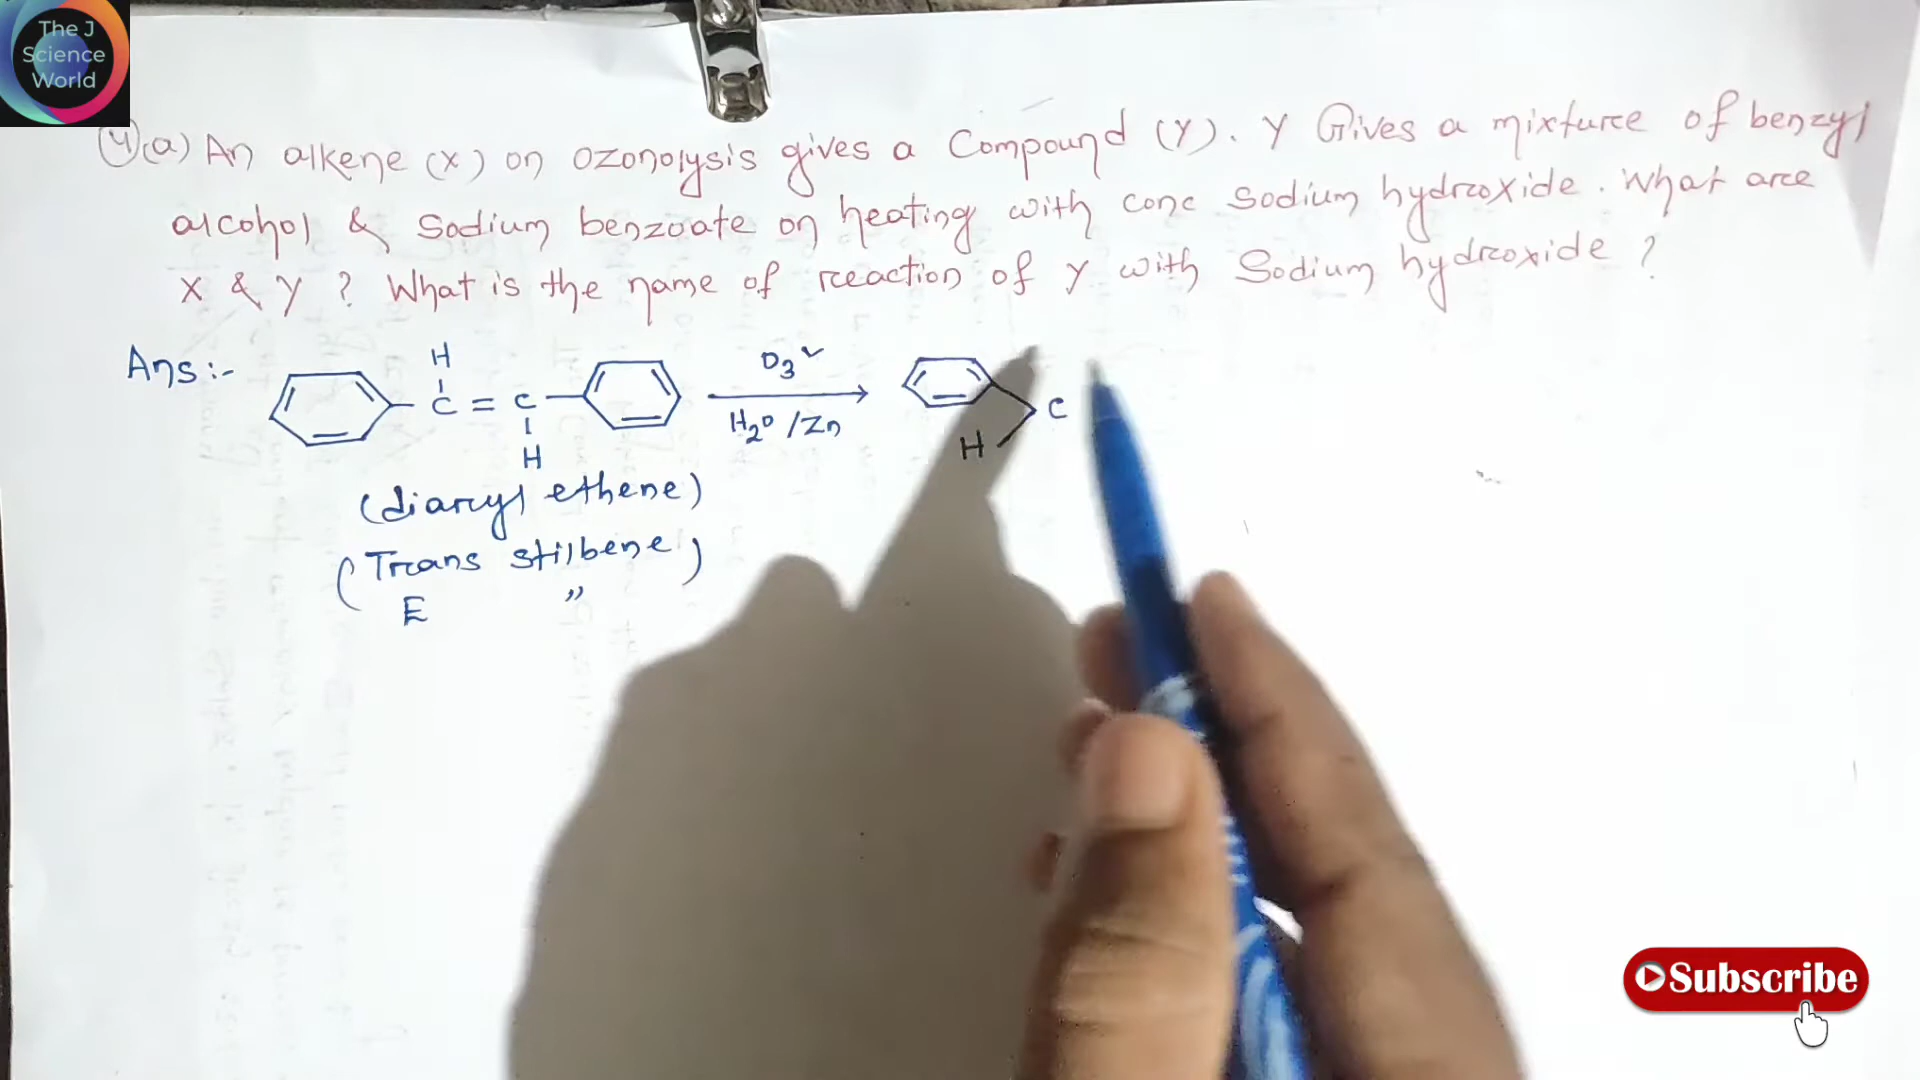 The J
Science
World
4 (a) An alkene (x) on ozonolysis gives a Compound (Y). Y Gives a mixture of benzyl
alcohol & Sodium benzoate on heating with conc Sodium hydroxide. What are
X & Y ? What is the name of reaction of Y with Sodium hydroxide ?
Ans :-
H
C = C
H
O3
H2O / Zn
C
H
(diaryl ethene)
(Trans stilbene)
E "
Subscribe